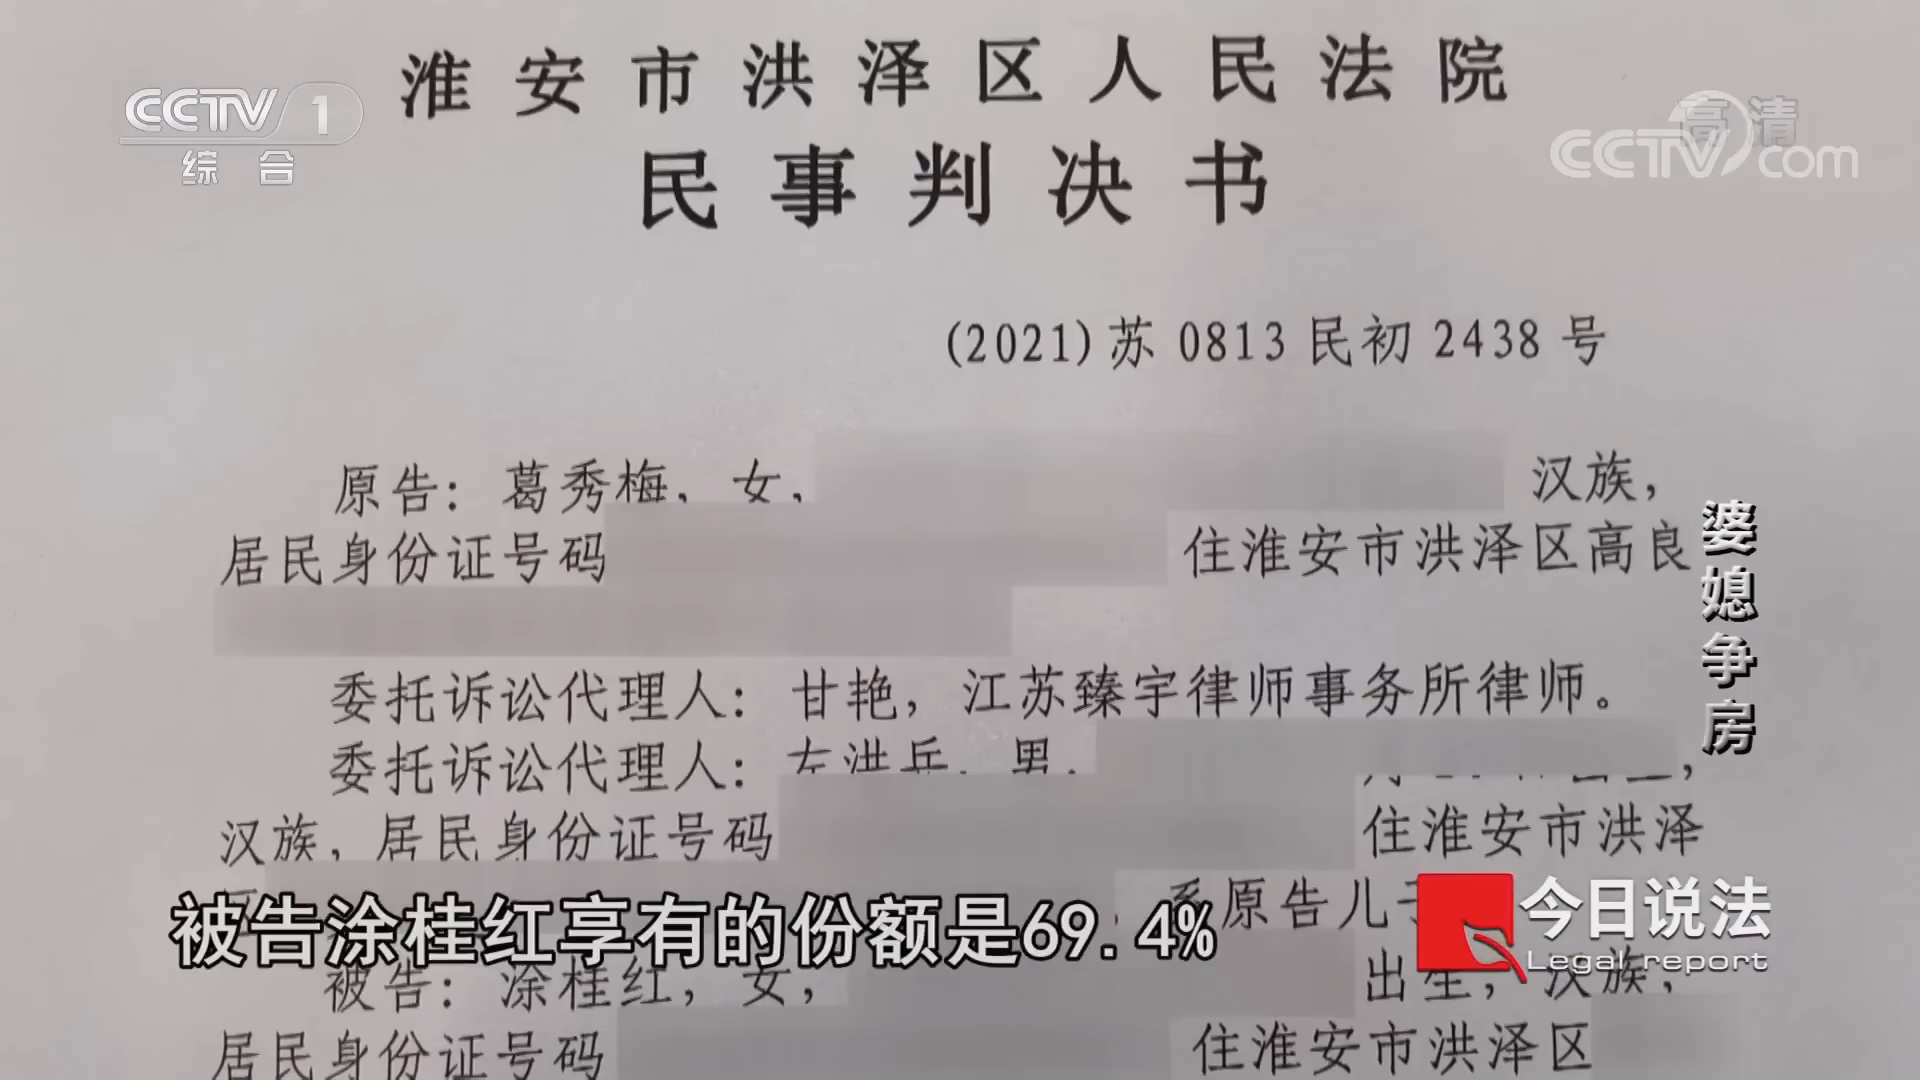 淮安市洪泽区人民法院
CCTV 1
综合
高清
CCTV.com
民事判决书
(2021)苏0813民初2438号
原告：葛秀梅，女， 汉族，
居民身份证号码 住淮安市洪泽区高良
婆媳争房
委托诉讼代理人：甘艳，江苏臻宇律师事务所律师。
委托诉讼代理人：左洪兵，男，
汉族，居民身份证号码 住淮安市洪泽
系原告儿子
被告涂桂红享有的份额是69.4%
今日说法
Legal report
被告：涂桂红，女， 出生，汉族，
居民身份证号码 住淮安市洪泽区